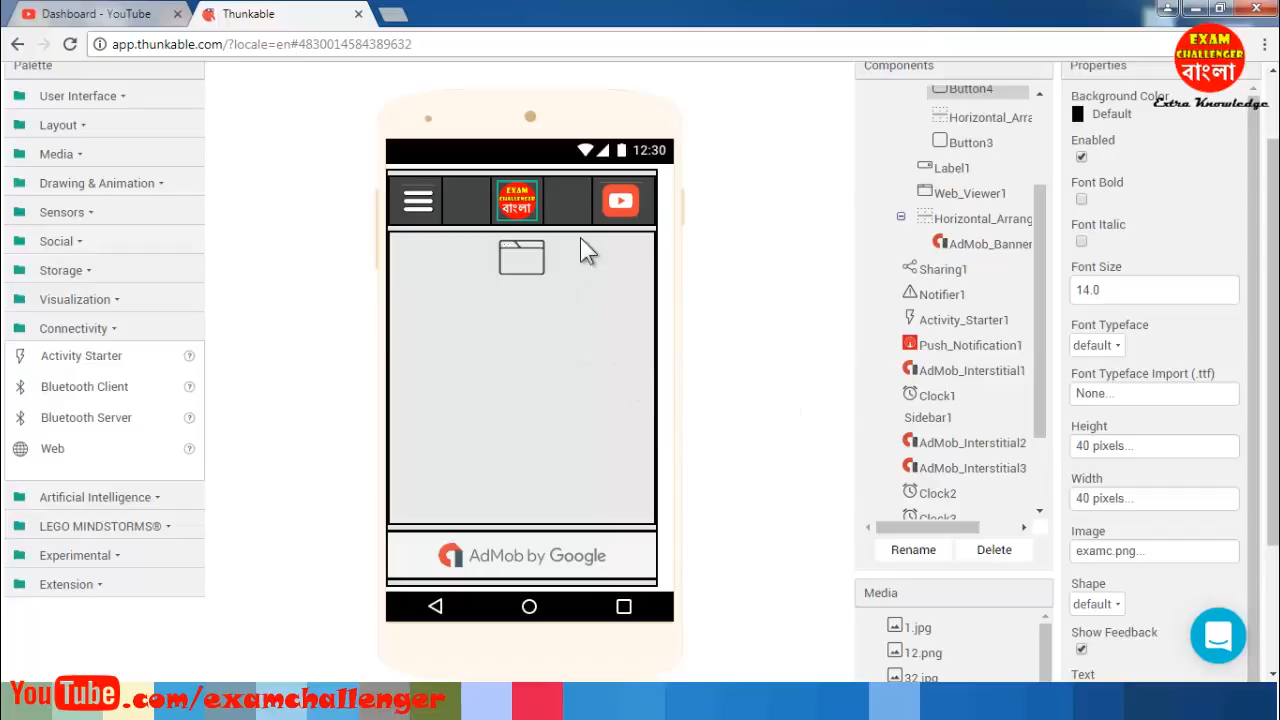 Dashboard - YouTube
Thunkable
app.thunkable.com/?locale=en#4830014584389632
EXAM
CHALLENGER
বাংলা
Extra Knowledge
Palette
User Interface
Layout
Media
Drawing & Animation
Sensors
Social
Storage
Visualization
Connectivity
Activity Starter
Bluetooth Client
Bluetooth Server
Web
Artificial Intelligence
LEGO MINDSTORMS®
Experimental
Extension
12:30
EXAM
CHALLENGER
বাংলা
AdMob by Google
Components
Button4
Horizontal_Arra
Button3
Label1
Web_Viewer1
Horizontal_Arrang
AdMob_Banner
Sharing1
Notifier1
Activity_Starter1
Push_Notification1
AdMob_Interstitial1
Clock1
Sidebar1
AdMob_Interstitial2
AdMob_Interstitial3
Clock2
Clock3
Rename
Delete
Media
1.jpg
12.png
32.jpg
Properties
Background Color
Default
Enabled
Font Bold
Font Italic
Font Size
14.0
Font Typeface
default
Font Typeface Import (.ttf)
None...
Height
40 pixels...
Width
40 pixels...
Image
examc.png...
Shape
default
Show Feedback
Text
YouTube.com/examchallenger